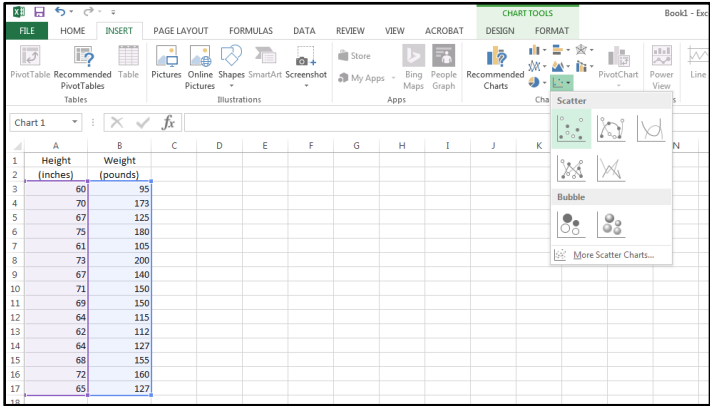 CHART TOOLS
Book1 - Exc
FILE HOME INSERT PAGE LAYOUT FORMULAS DATA REVIEW VIEW ACROBAT DESIGN FORMAT
PivotTable Recommended PivotTables Table
Tables
Pictures Online Pictures Shapes SmartArt Screenshot
Illustrations
Store
My Apps
Bing Maps People Graph
Apps
Recommended Charts
Cha
PivotChart
Power View
s
Line
Chart 1
fx
A B C D E F G H I J K N
1 Height Weight
2 (inches) (pounds)
3 60 95
4 70 173
5 67 125
6 75 180
7 61 105
8 73 200
9 67 140
10 71 150
11 69 150
12 64 115
13 62 112
14 64 127
15 68 155
16 72 160
17 65 127
18
Scatter
Bubble
More Scatter Charts...